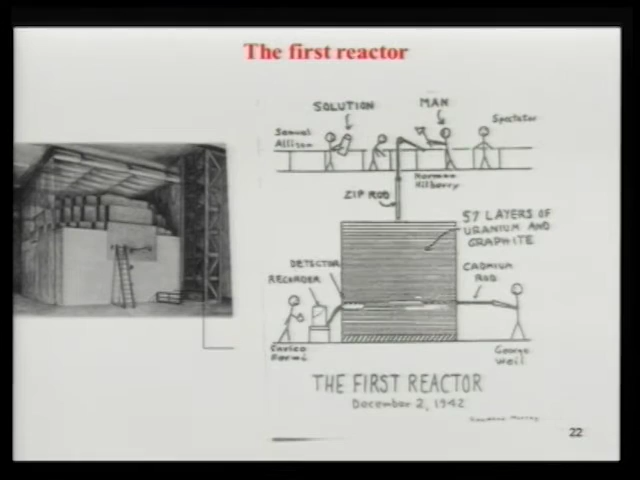 The first reactor
SOLUTION
MAN
Spectator
Samuel
Allison
Norman
Hilberry
ZIP ROD
57 LAYERS OF
URANIUM AND
GRAPHITE
DETECTOR
RECORDER
CADMIUM
ROD
Enrico
Fermi
George
Weil
THE FIRST REACTOR
December 2, 1942
22